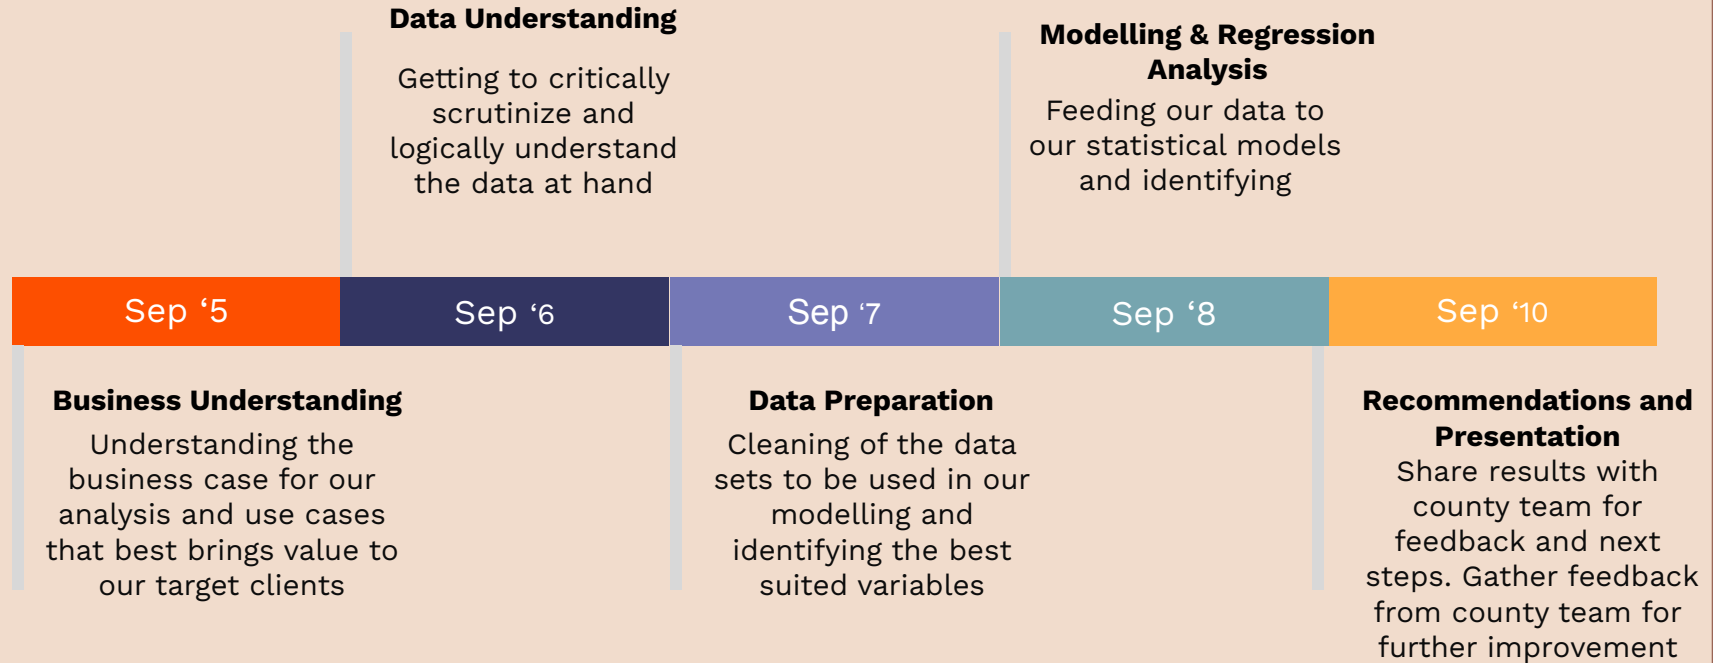 Data Understanding
Getting to critically
scrutinize and
logically understand
the data at hand
Modelling & Regression
Analysis
Feeding our data to
our statistical models
and identifying
Sep ‘5
Sep ‘6
Sep ‘7
Sep ‘8
Sep ‘10
Business Understanding
Understanding the
business case for our
analysis and use cases
that best brings value to
our target clients
Data Preparation
Cleaning of the data
sets to be used in our
modelling and
identifying the best
suited variables
Recommendations and
Presentation
Share results with
county team for
feedback and next
steps. Gather feedback
from county team for
further improvement